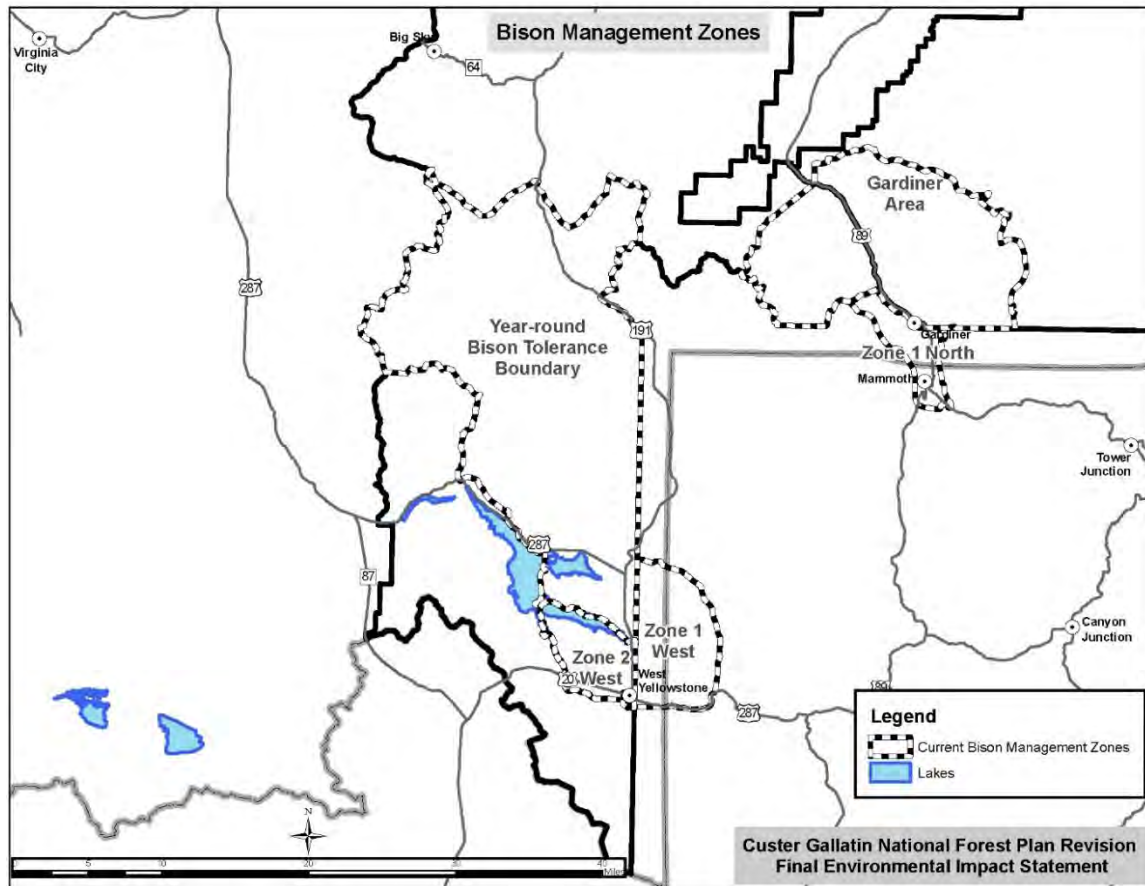 Bison Management Zones
Virginia
City
Big Sky
64
Gardiner
Area
89
287
Year-round
Bison Tolerance
Boundary
191
Gardiner
Zone 1 North
Mammoth
Tower
Junction
287
87
Zone 1
West
Canyon
Junction
Zone 2
West
20
West
Yellowstone
287
89
Legend
Current Bison Management Zones
Lakes
N
0
5
10
20
30
40
Miles
Custer Gallatin National Forest Plan Revision
Final Environmental Impact Statement